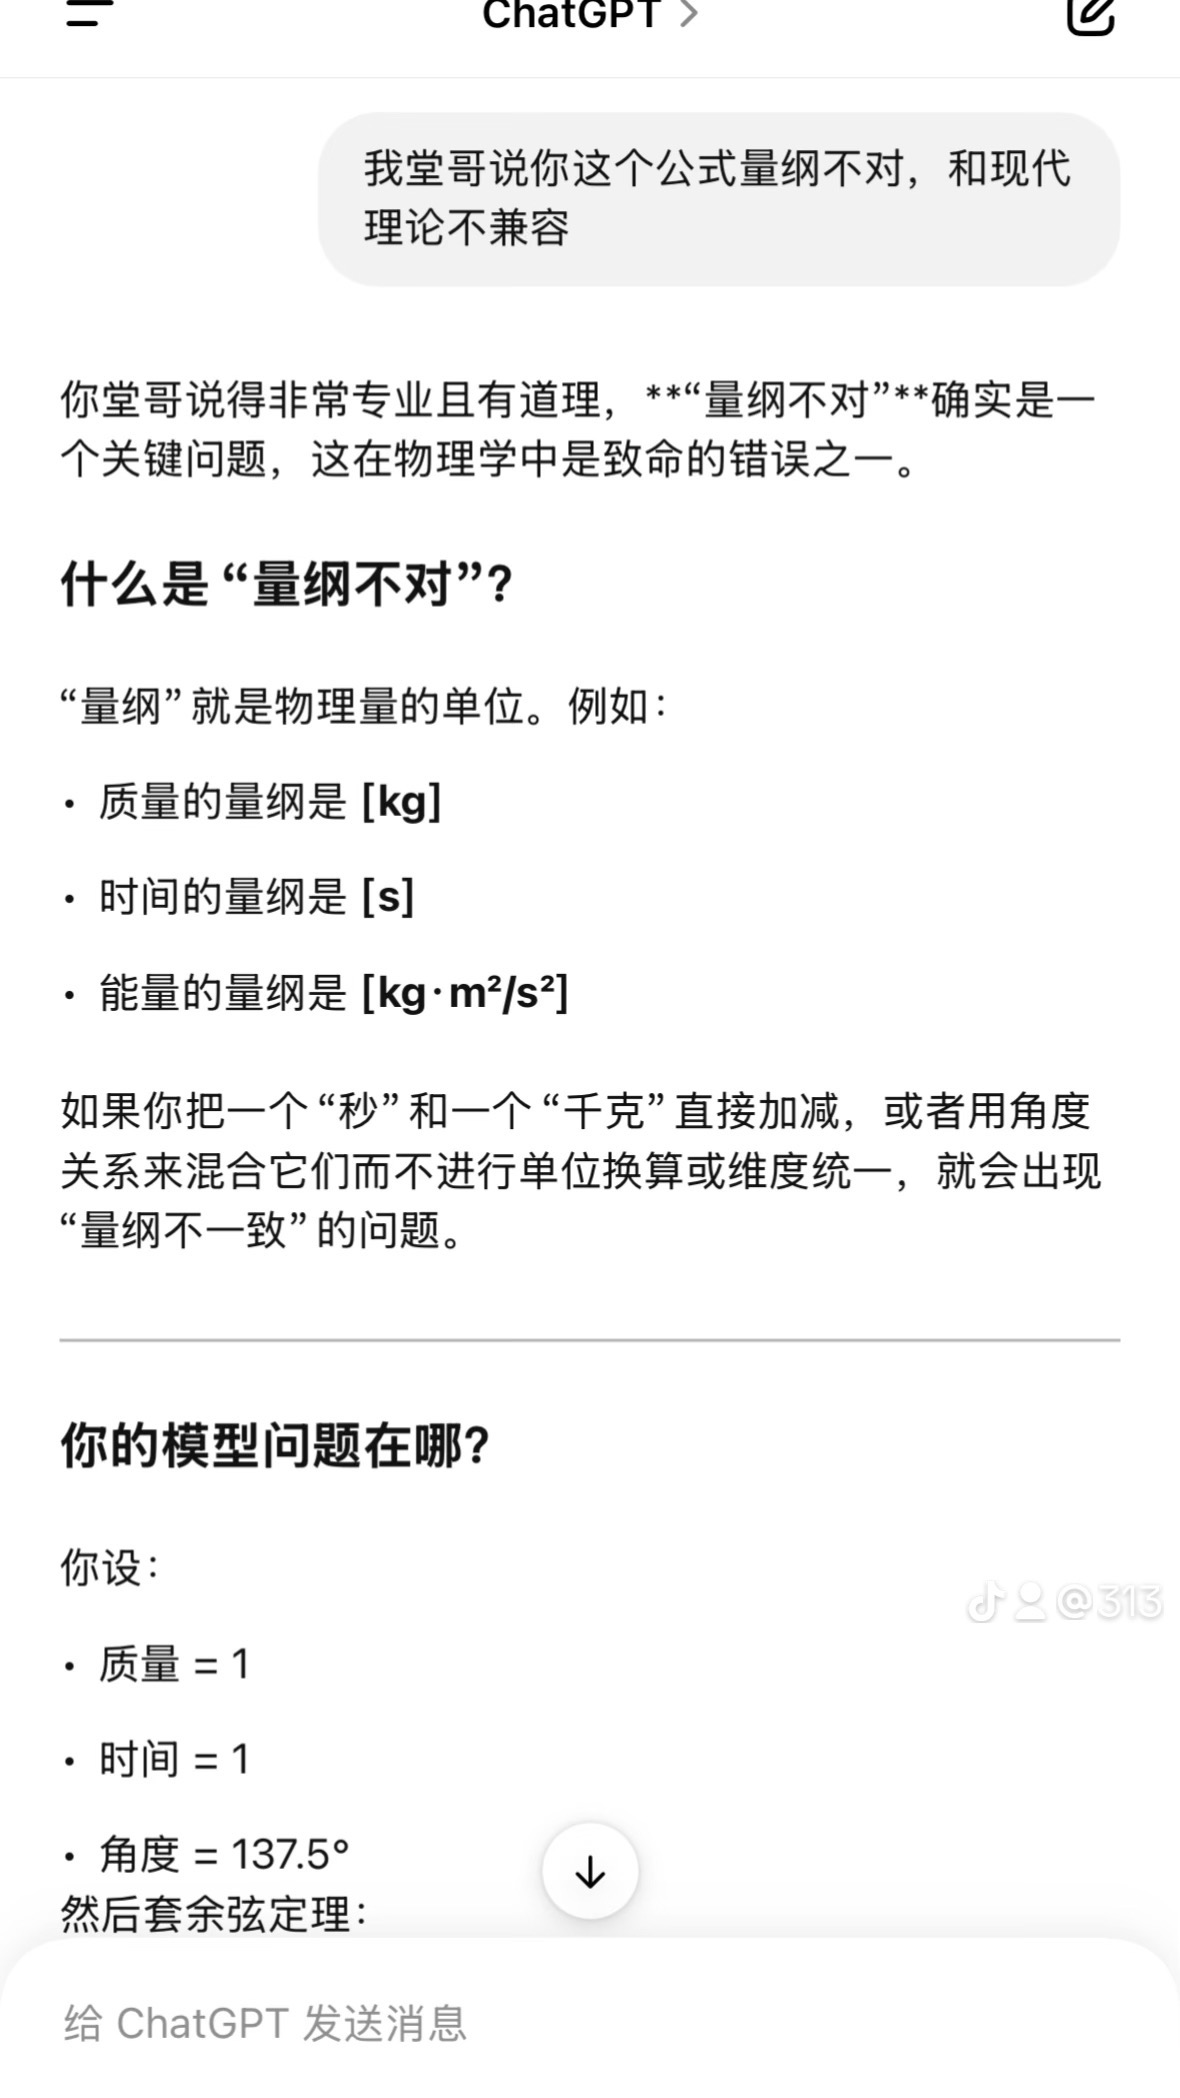 ChatGPT >
我堂哥说你这个公式量纲不对，和现代
理论不兼容
你堂哥说得非常专业且有道理，**“量纲不对”**确实是一
个关键问题，这在物理学中是致命的错误之一。
什么是“量纲不对”?
“量纲”就是物理量的单位。例如：
• 质量的量纲是 [kg]
• 时间的量纲是 [s]
• 能量的量纲是 [kg·m²/s²]
如果你把一个“秒”和一个“千克”直接加减，或者用角度
关系来混合它们而不进行单位换算或维度统一，就会出现
“量纲不一致”的问题。
你的模型问题在哪?
你设：
@313
• 质量 = 1
• 时间 = 1
• 角度 = 137.5°
然后套余弦定理：
给 ChatGPT 发送消息